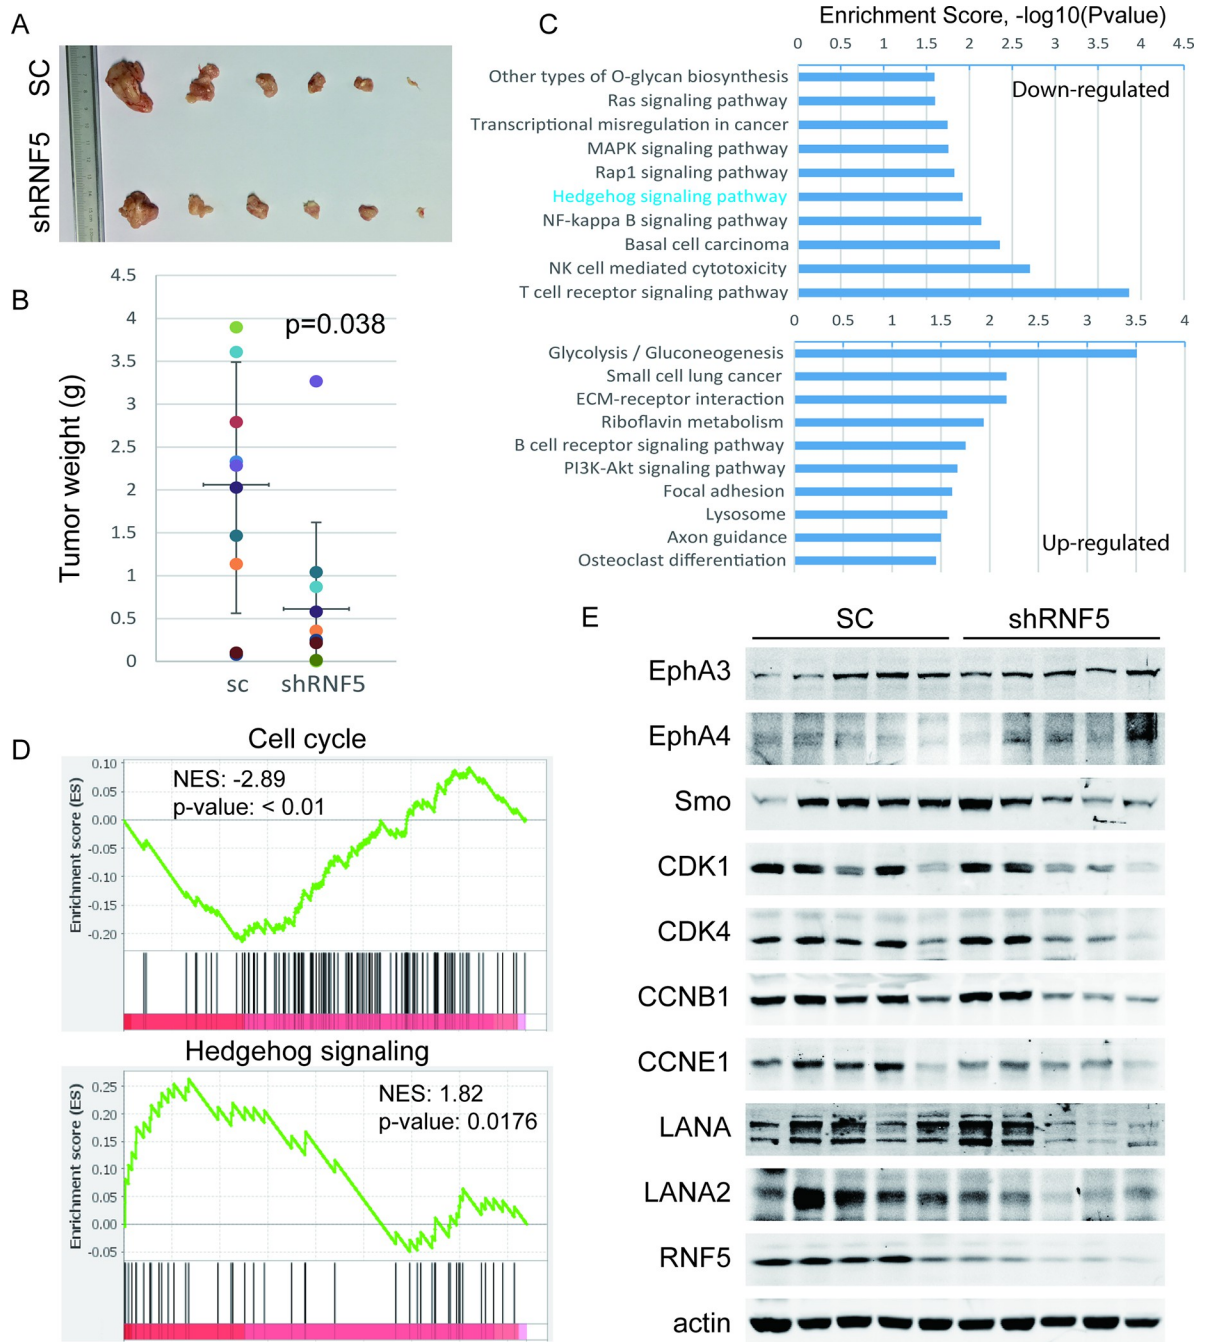 A
SC
shRNF5
B
4.5
4
3.5
3
2.5
2
1.5
1
0.5
0
Tumor weight (g)
p=0.038
sc shRNF5
C
Enrichment Score, -log10(Pvalue)
0 0.5 1 1.5 2 2.5 3 3.5 4 4.5
Down-regulated
Other types of O-glycan biosynthesis
Ras signaling pathway
Transcriptional misregulation in cancer
MAPK signaling pathway
Rap1 signaling pathway
Hedgehog signaling pathway
NF-kappa B signaling pathway
Basal cell carcinoma
NK cell mediated cytotoxicity
T cell receptor signaling pathway
0 0.5 1 1.5 2 2.5 3 3.5 4
Glycolysis / Gluconeogenesis
Small cell lung cancer
ECM-receptor interaction
Riboflavin metabolism
B cell receptor signaling pathway
PI3K-Akt signaling pathway
Focal adhesion
Lysosome
Axon guidance
Osteoclast differentiation
Up-regulated
D
Cell cycle
NES: -2.89
p-value: < 0.01
Enrichment score (ES)
0.10
0.05
0.00
-0.05
-0.10
-0.15
-0.20
Hedgehog signaling
NES: 1.82
p-value: 0.0176
Enrichment score (ES)
0.25
0.20
0.15
0.10
0.05
0.00
-0.05
E
SC shRNF5
EphA3
EphA4
Smo
CDK1
CDK4
CCNB1
CCNE1
LANA
LANA2
RNF5
actin